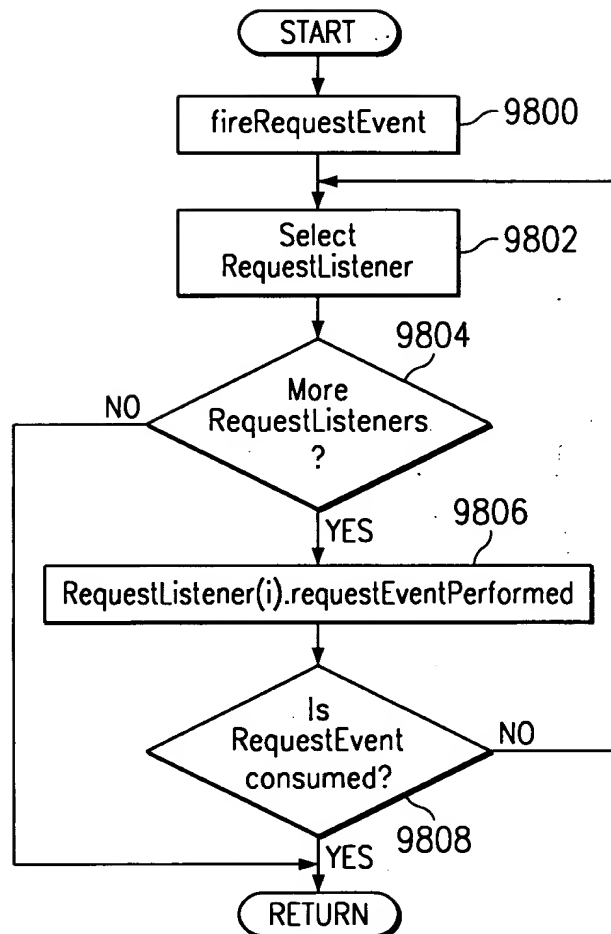 START
fireRequestEvent
9800
Select
RequestListener
9802
9804
More
RequestListeners
?
NO
YES
9806
RequestListener(i).requestEventPerformed
Is
RequestEvent
consumed?
NO
9808
YES
RETURN